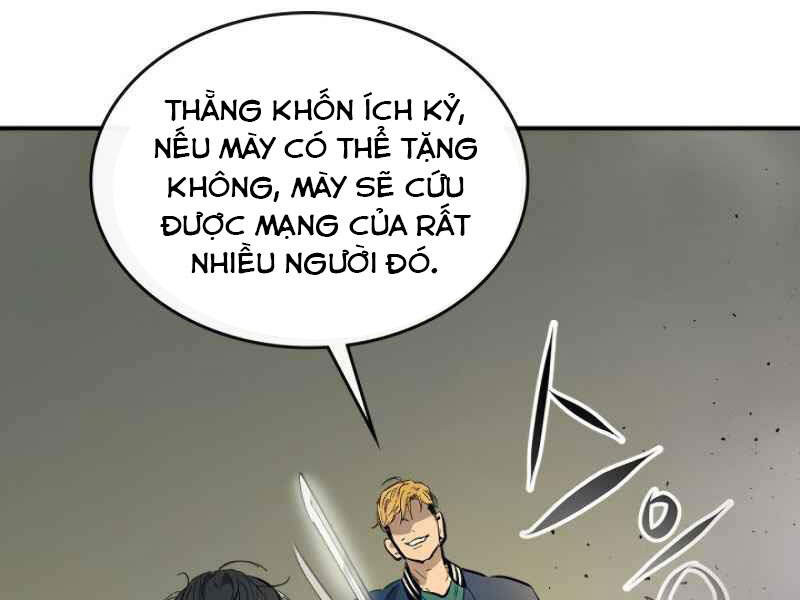 THẰNG KHỐN ÍCH KỶ,
NẾU MÀY CÓ THỂ TẶNG
KHÔNG, MÀY SẼ CỨU
ĐƯỢC MẠNG CỦA RẤT
NHIỀU NGƯỜI ĐÓ.